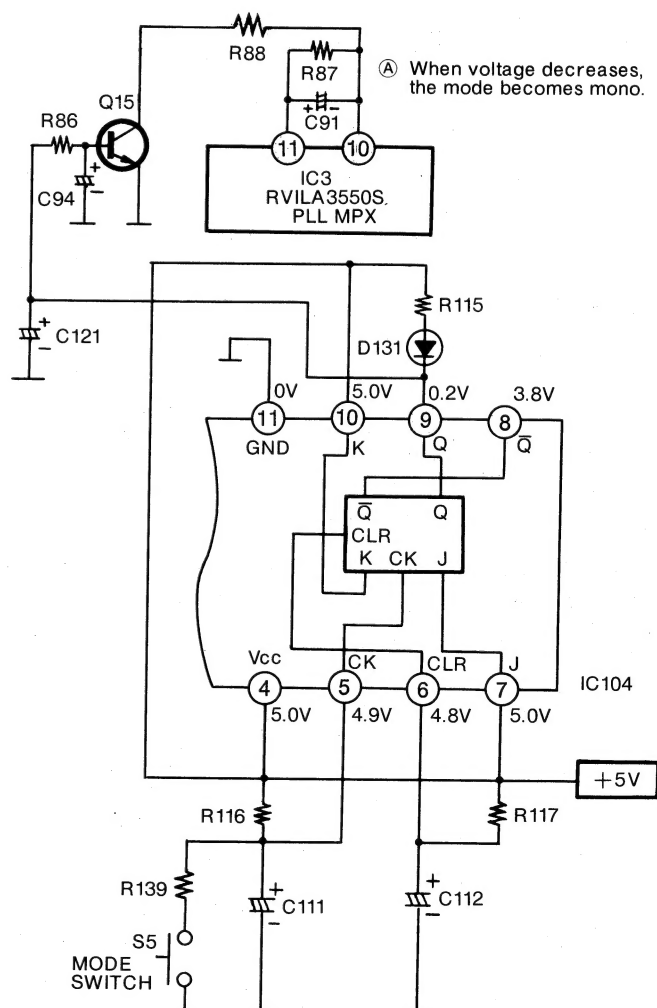 R88
R87
Ⓐ When voltage decreases,
the mode becomes mono.
Q15
R86
+ -
C91
11 10
+
C94
-
IC3
RVILA3550S.
PLL MPX
R115
+
C121
-
D131
0V 5.0V 0.2V 3.8V
11 10 9 8
GND K Q Q̅
Q̅ Q
CLR
K CK J
Vcc CK CLR J
4 5 6 7
IC104
5.0V 4.9V 4.8V 5.0V
+5V
R116 R117
R139
+
C111
-
+
C112
-
S5
MODE
SWITCH